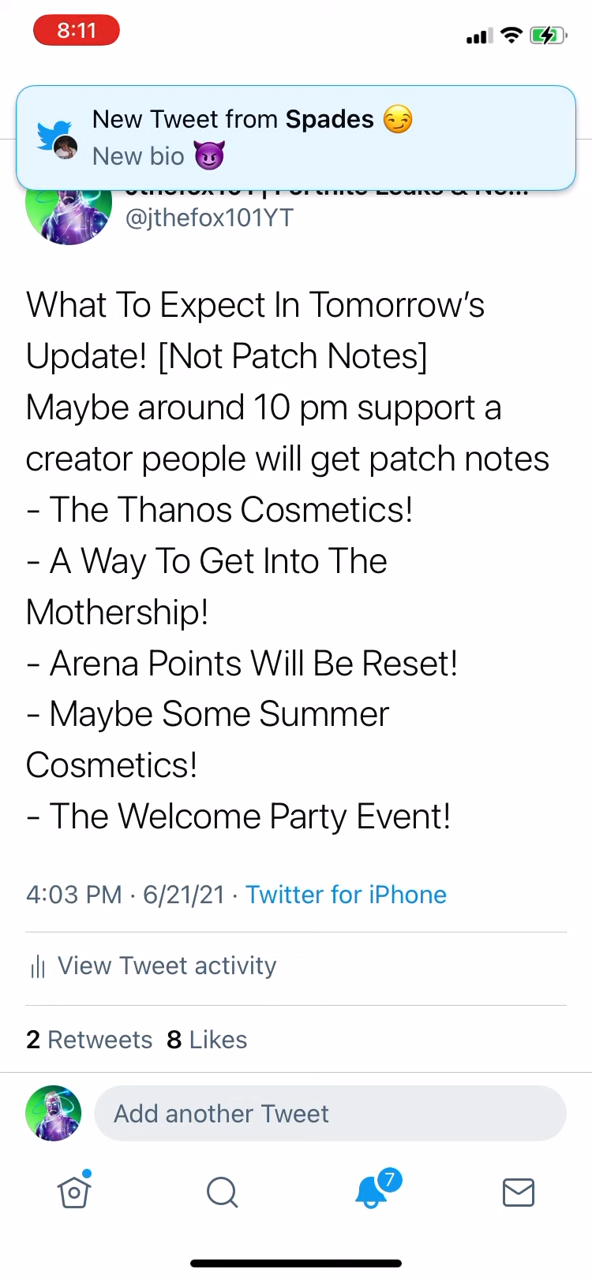 8:11
New Tweet from Spades 😏
New bio 😈
@jthefox101YT
What To Expect In Tomorrow's
Update! [Not Patch Notes]
Maybe around 10 pm support a
creator people will get patch notes
- The Thanos Cosmetics!
- A Way To Get Into The
Mothership!
- Arena Points Will Be Reset!
- Maybe Some Summer
Cosmetics!
- The Welcome Party Event!
4:03 PM · 6/21/21 · Twitter for iPhone
View Tweet activity
2 Retweets 8 Likes
Add another Tweet
7